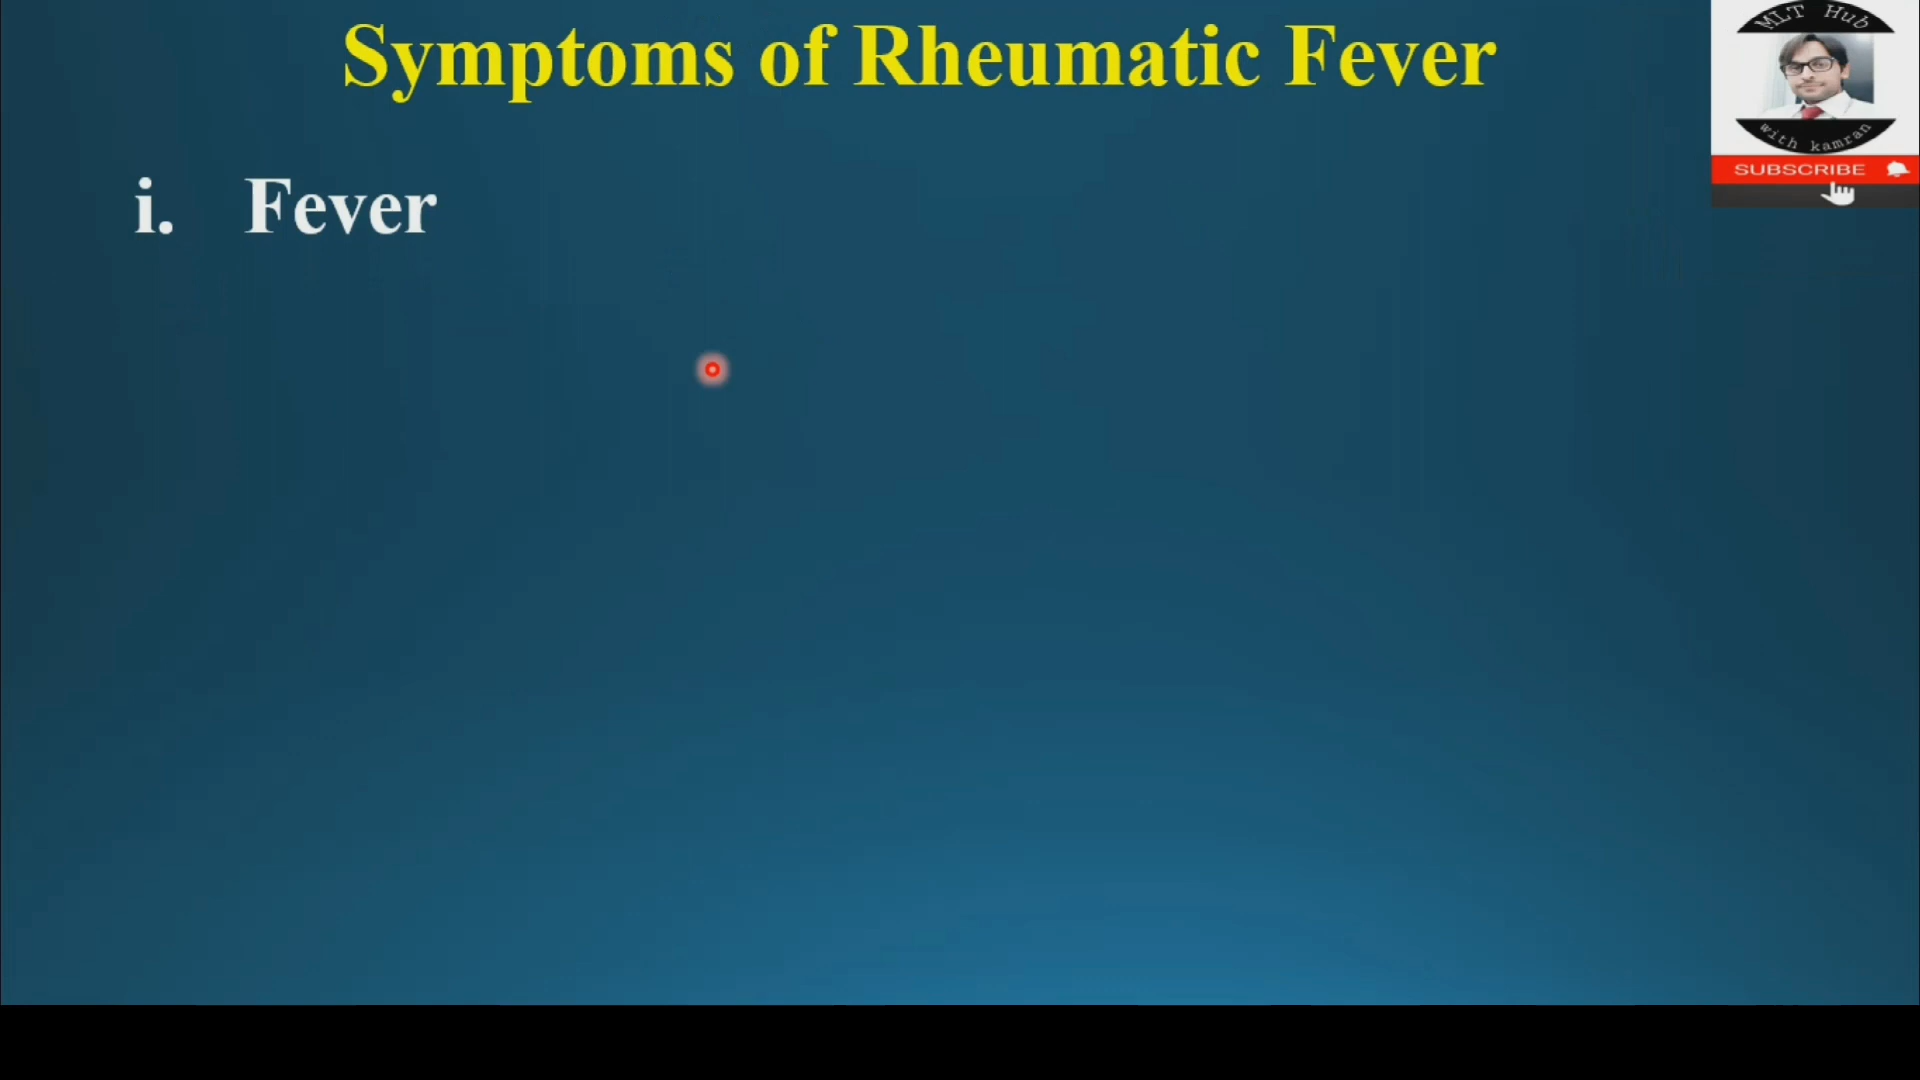 Symptoms of Rheumatic Fever
MLT Hub
with kamran
SUBSCRIBE
i. Fever